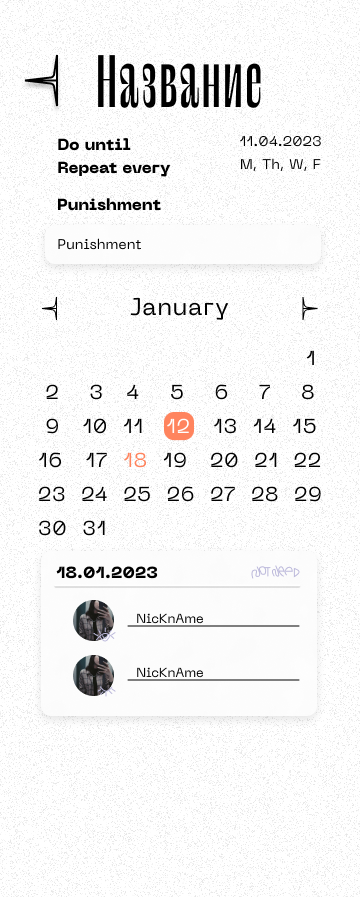 Название
Do until 11.04.2023
Repeat every M, Th, W, F
Punishment
Punishment
January
1
2 3 4 5 6 7 8
9 10 11 12 13 14 15
16 17 18 19 20 21 22
23 24 25 26 27 28 29
30 31
18.01.2023 NOT NeeD
NicKnAme
NicKnAme